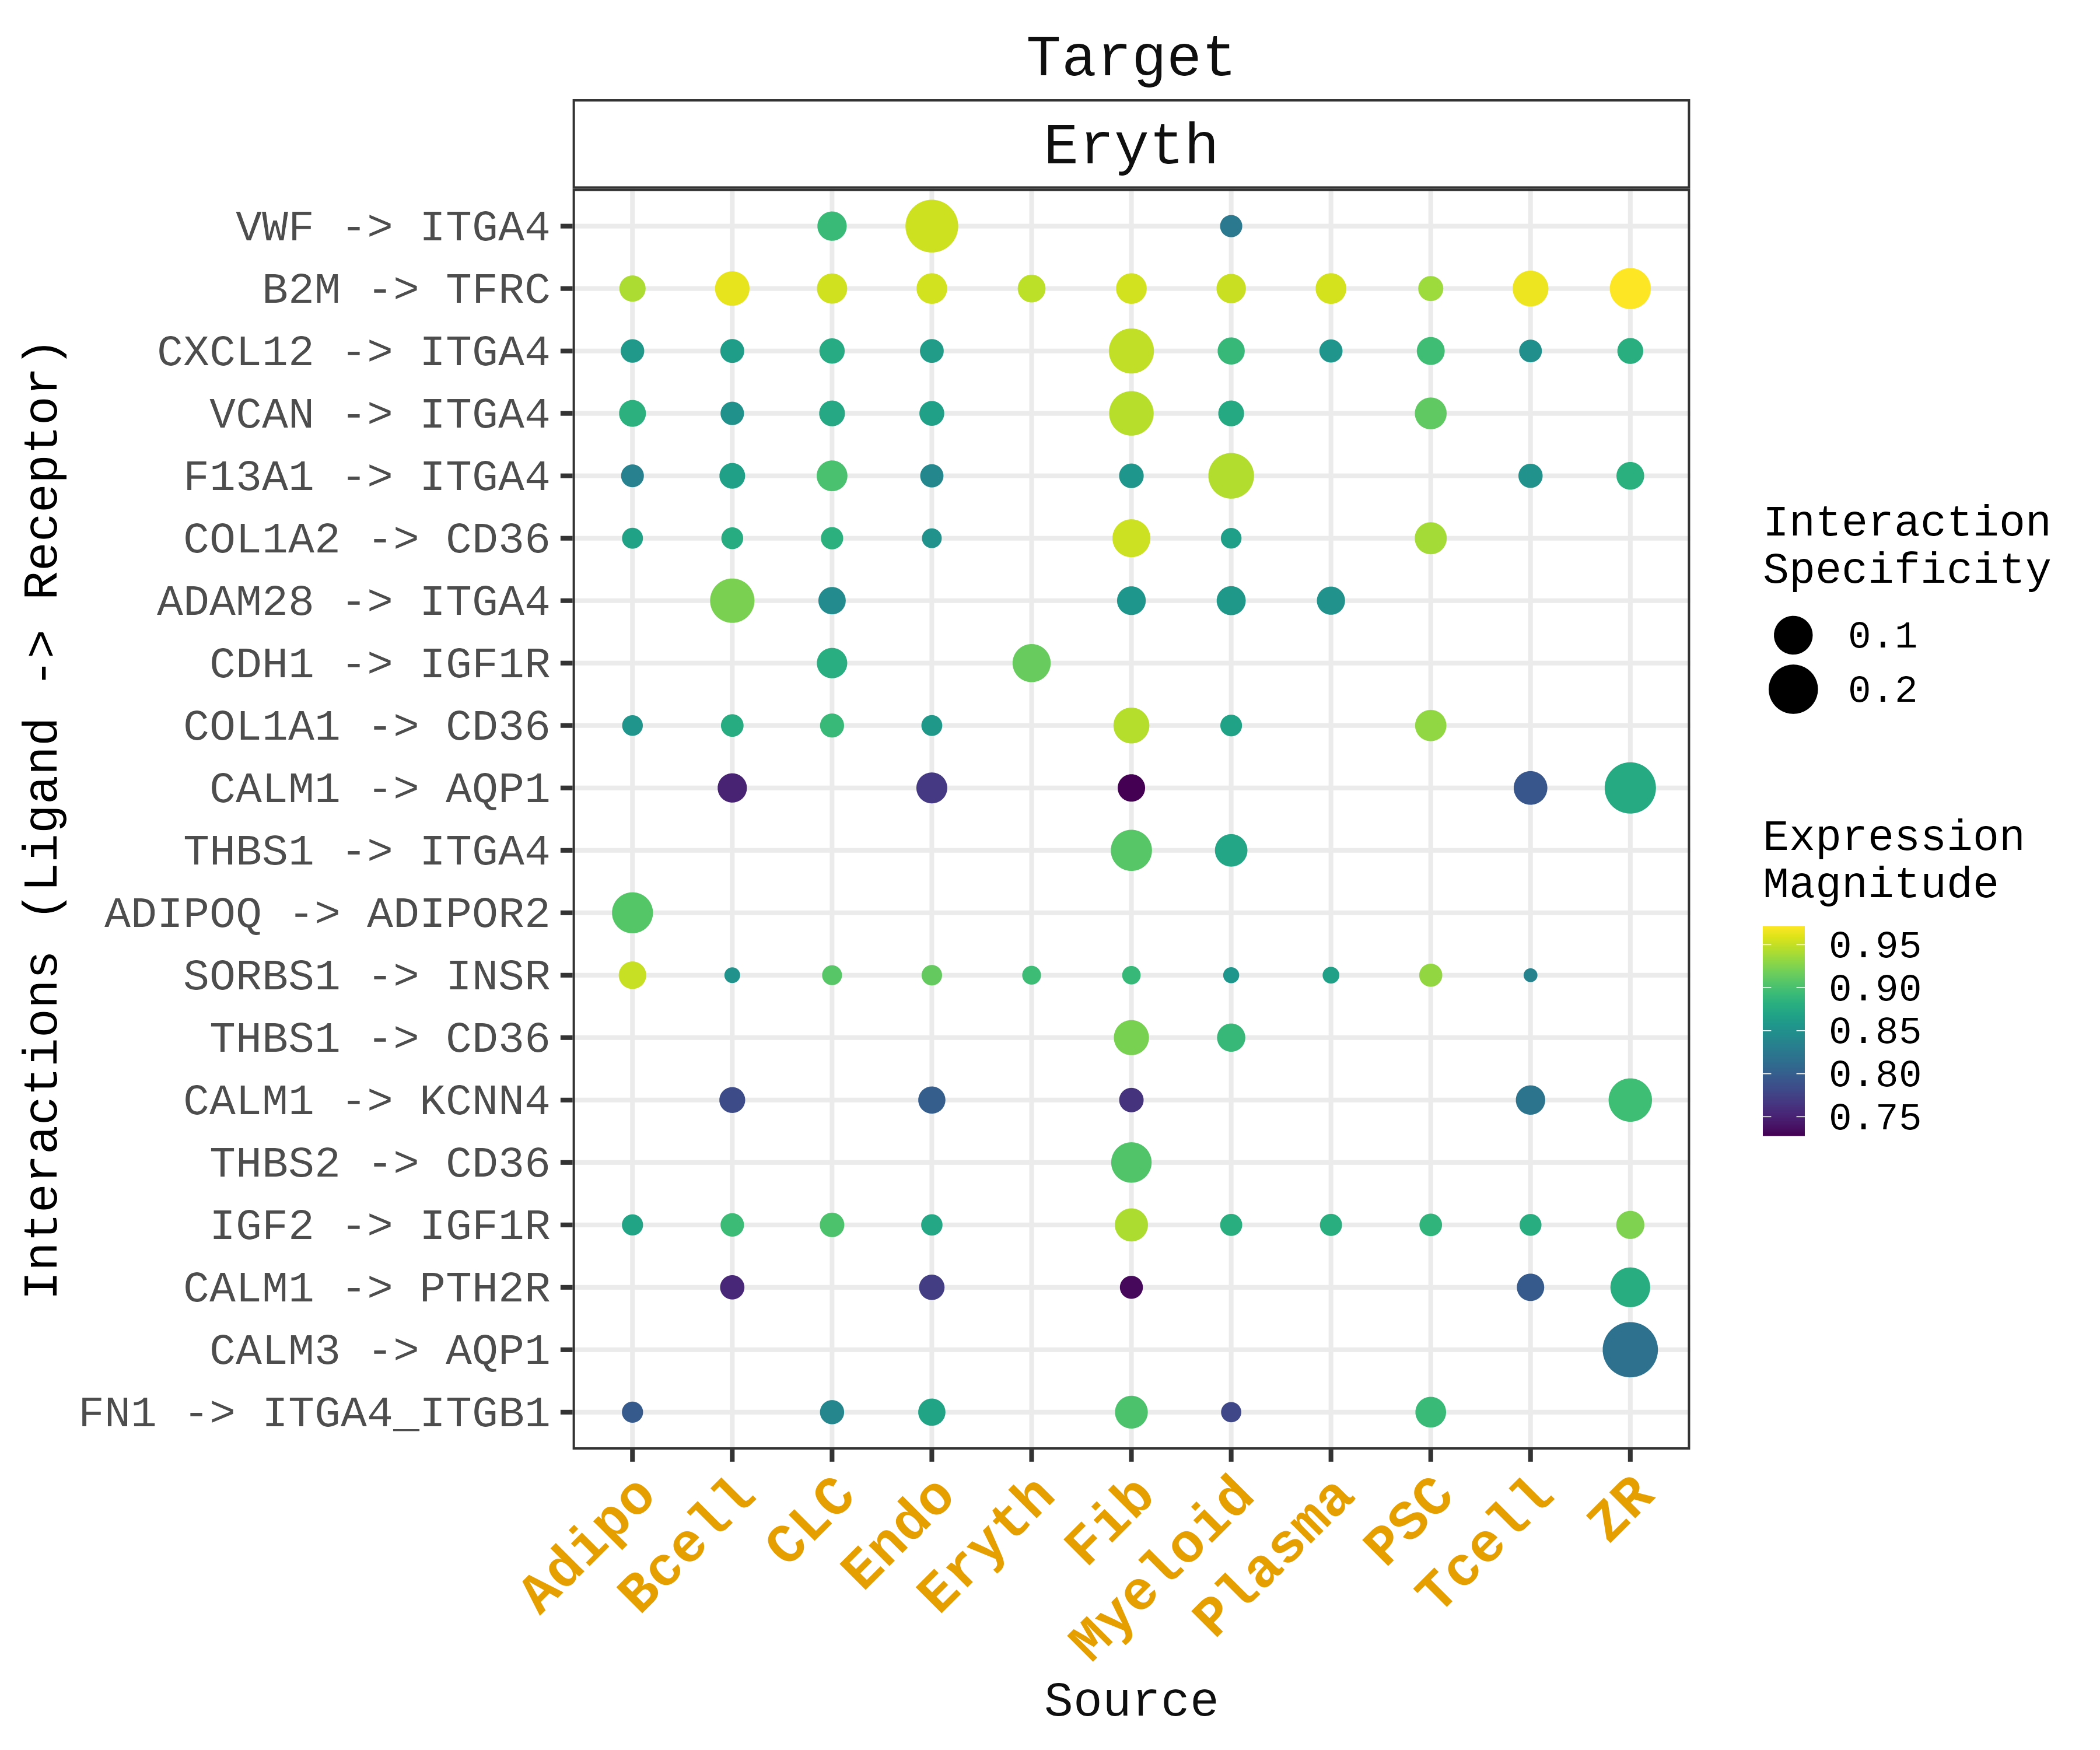 Target
Eryth
Interactions (Ligand -> Receptor)
VWF -> ITGA4
B2M -> TFRC
CXCL12 -> ITGA4
VCAN -> ITGA4
F13A1 -> ITGA4
COL1A2 -> CD36
ADAM28 -> ITGA4
CDH1 -> IGF1R
COL1A1 -> CD36
CALM1 -> AQP1
THBS1 -> ITGA4
ADIPOQ -> ADIPOR2
SORBS1 -> INSR
THBS1 -> CD36
CALM1 -> KCNN4
THBS2 -> CD36
IGF2 -> IGF1R
CALM1 -> PTH2R
CALM3 -> AQP1
FN1 -> ITGA4_ITGB1
Adipo
Bcell
CLC
Endo
Eryth
Fib
Myeloid
Plasma
PSC
Tcell
ZR
Source
Interaction
Specificity
0.1
0.2
Expression
Magnitude
0.95
0.90
0.85
0.80
0.75